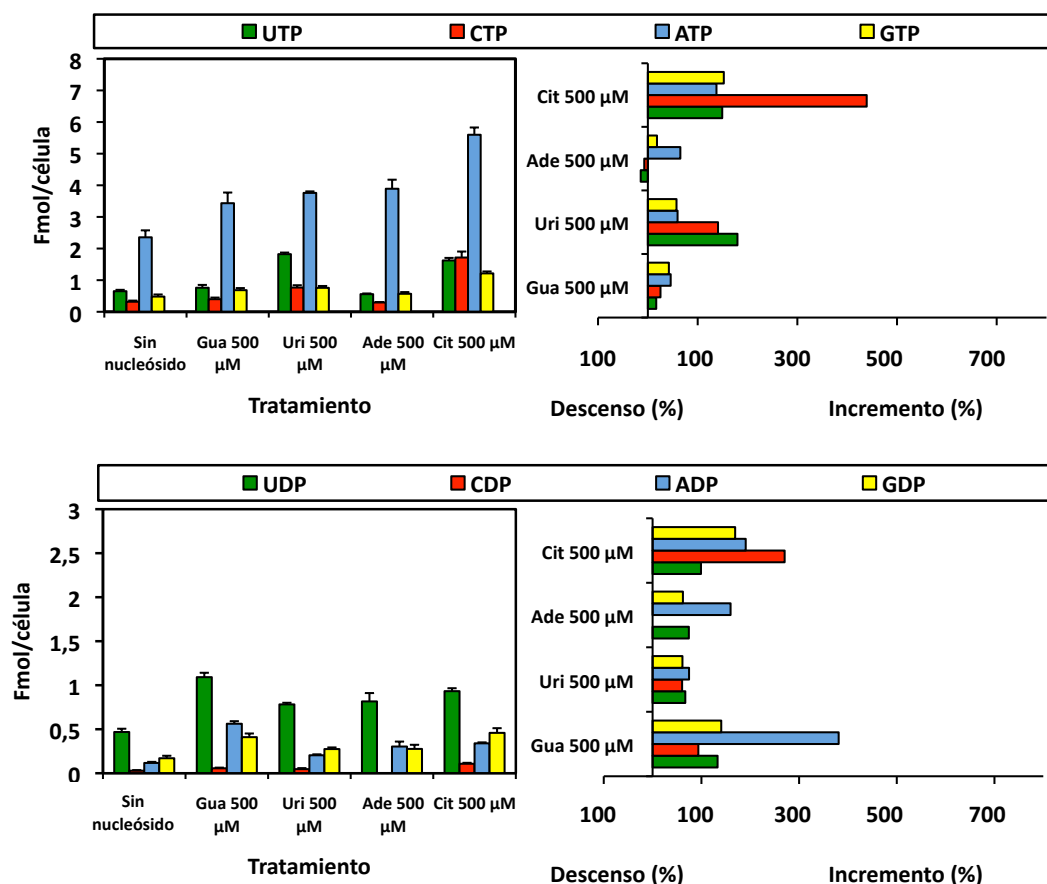 UTP CTP ATP GTP
8
7
6
5
4
3
2
1
0
Fmol/célula
Sin nucleósido
Gua 500 µM
Uri 500 µM
Ade 500 µM
Cit 500 µM
Tratamiento
Cit 500 µM
Ade 500 µM
Uri 500 µM
Gua 500 µM
100 100 300 500 700
Descenso (%) Incremento (%)
UDP CDP ADP GDP
3
2,5
2
1,5
1
0,5
0
Fmol/célula
Sin nucleósido
Gua 500 µM
Uri 500 µM
Ade 500 µM
Cit 500 µM
Tratamiento
Cit 500 µM
Ade 500 µM
Uri 500 µM
Gua 500 µM
100 100 300 500 700
Descenso (%) Incremento (%)